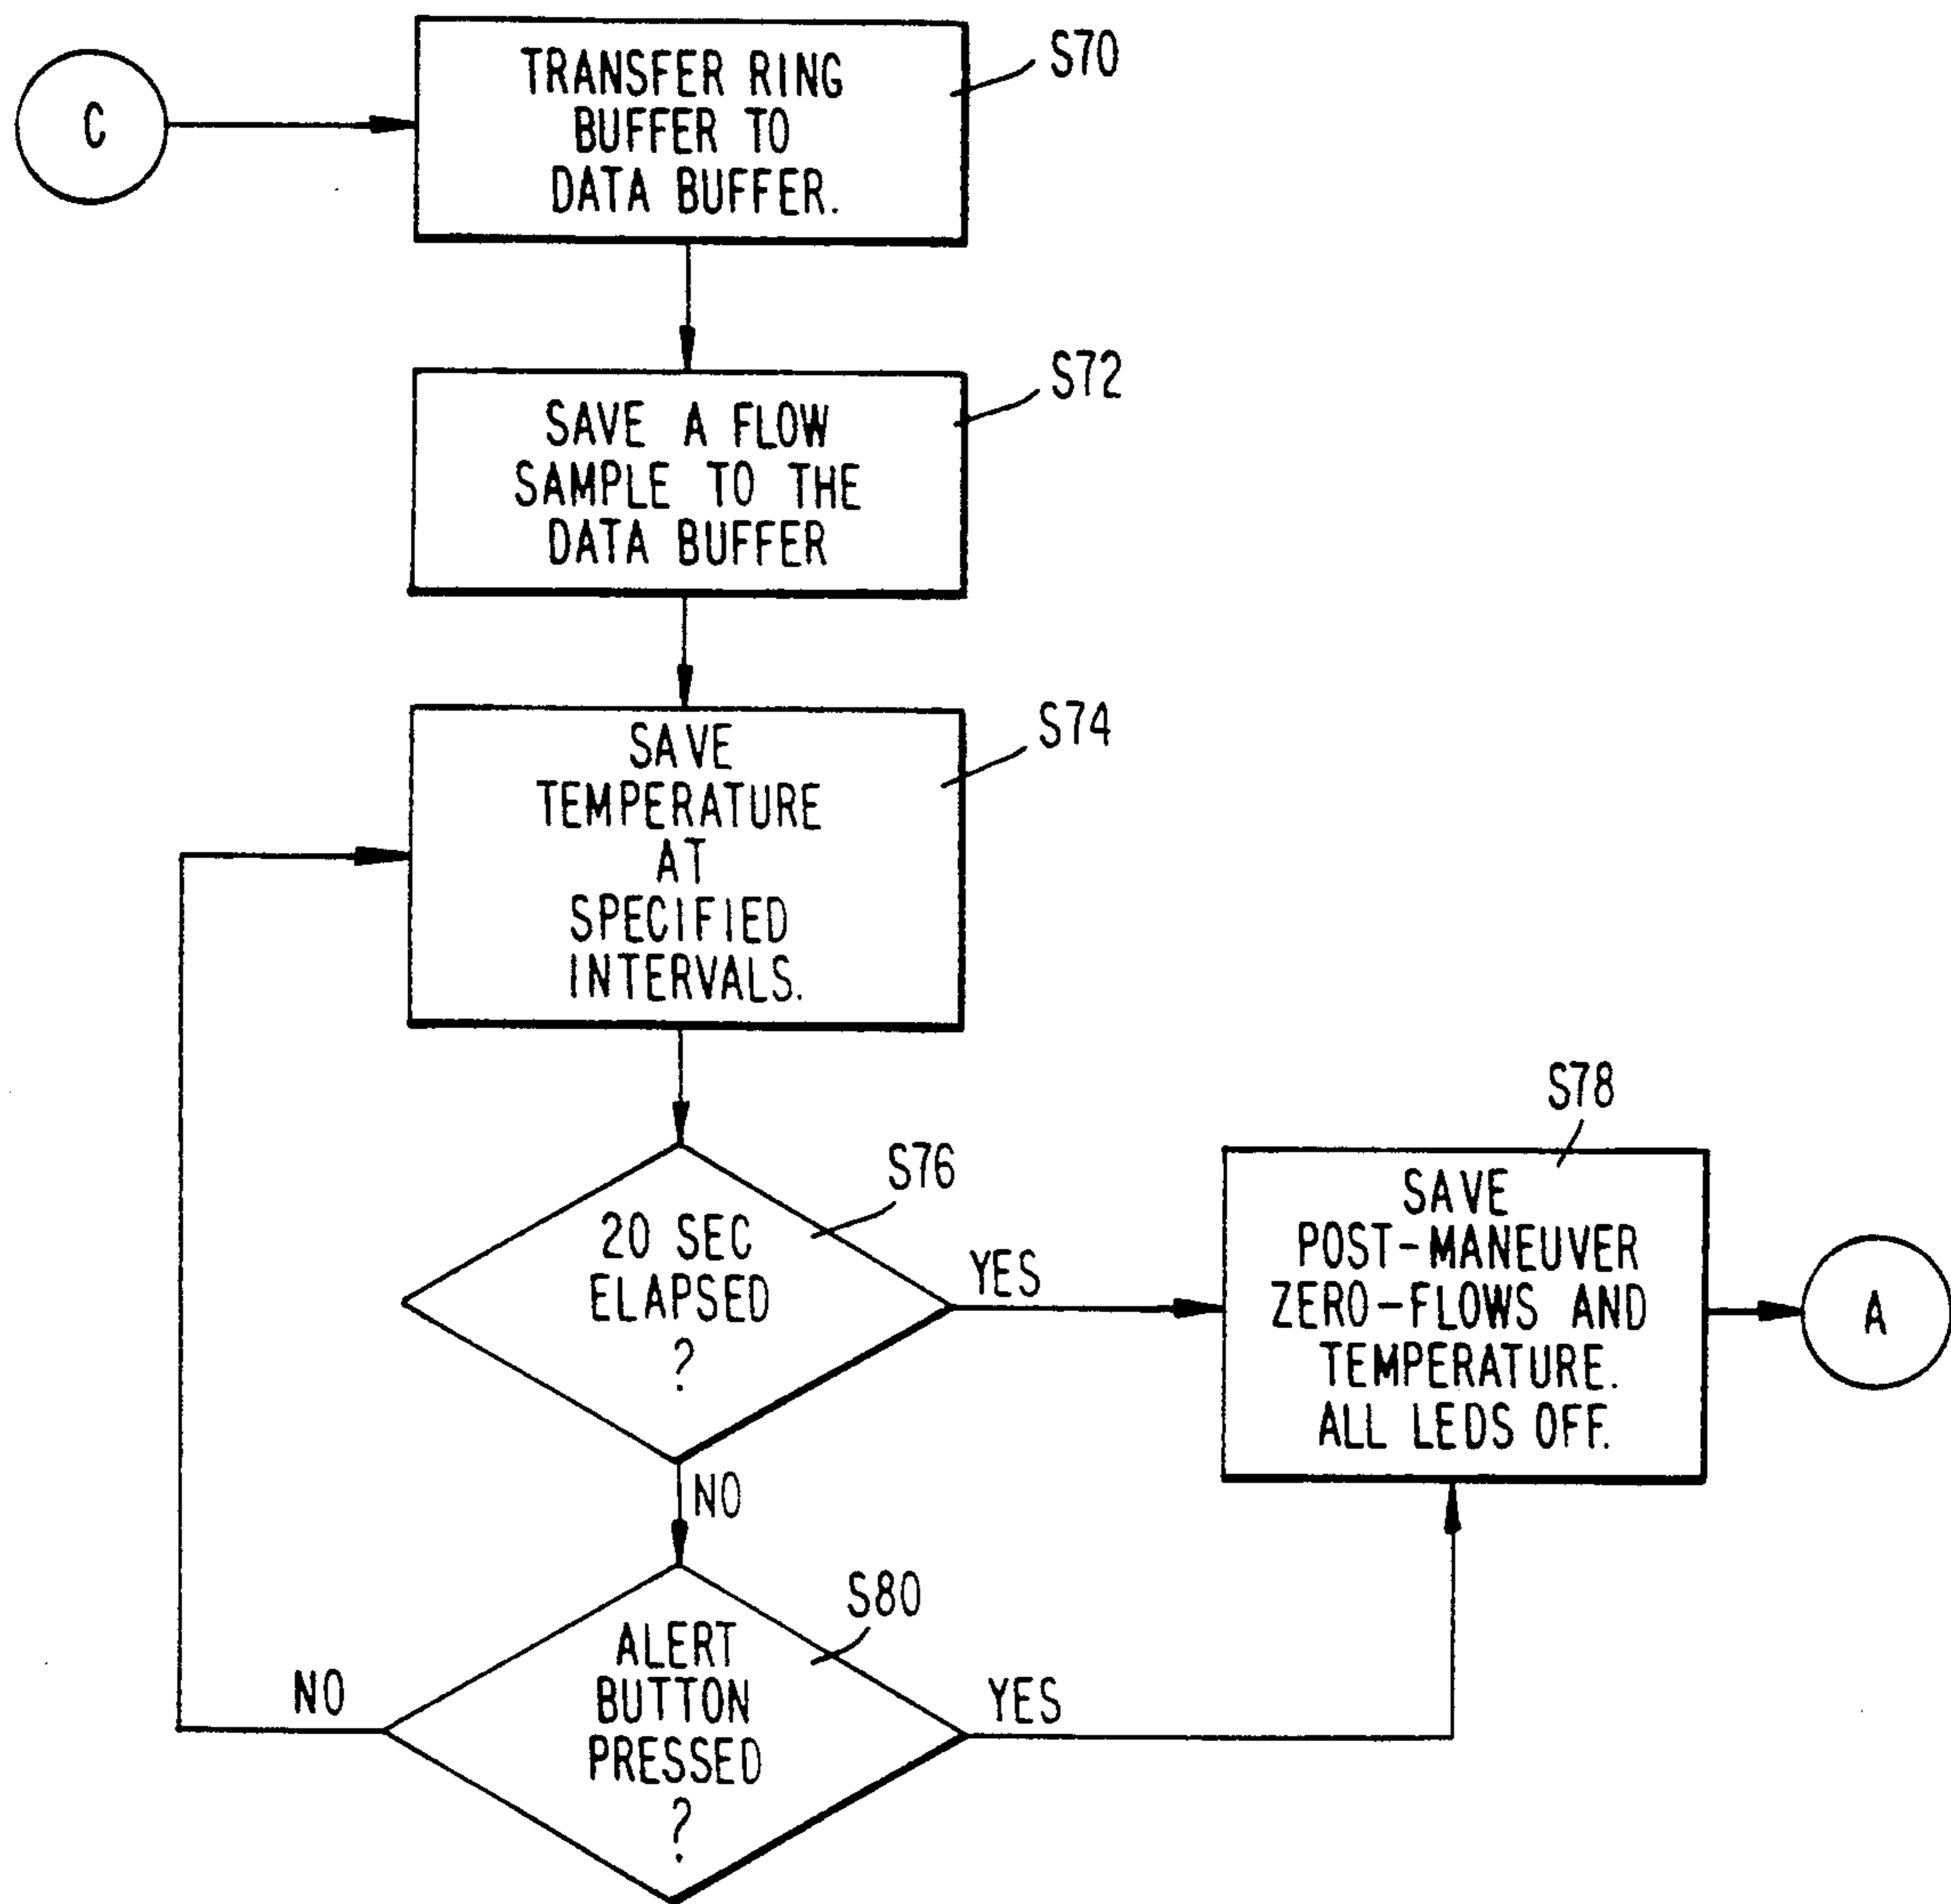 C
TRANSFER RING
BUFFER TO
DATA BUFFER.
S70
SAVE A FLOW
SAMPLE TO THE
DATA BUFFER
S72
SAVE
TEMPERATURE
AT
SPECIFIED
INTERVALS.
S74
20 SEC
ELAPSED
?
S76
YES
NO
SAVE
POST-MANEUVER
ZERO-FLOWS AND
TEMPERATURE.
ALL LEDS OFF.
S78
A
ALERT
BUTTON
PRESSED
?
S80
NO
YES